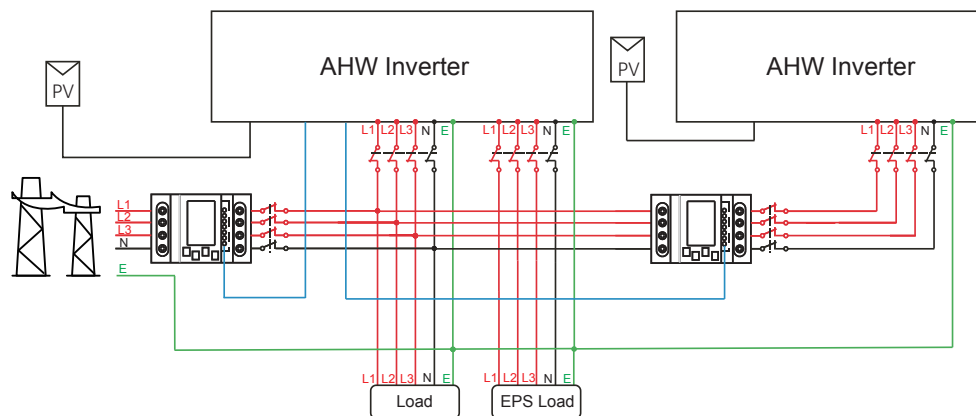 AHW Inverter
AHW Inverter
PV
PV
L1 L2 L3 N E
L1 L2 L3 N E
L1 L2 L3 N E
L1
L2
L3
N
E
L1 L2 L3 N E
L1 L2 L3 N E
Load
EPS Load